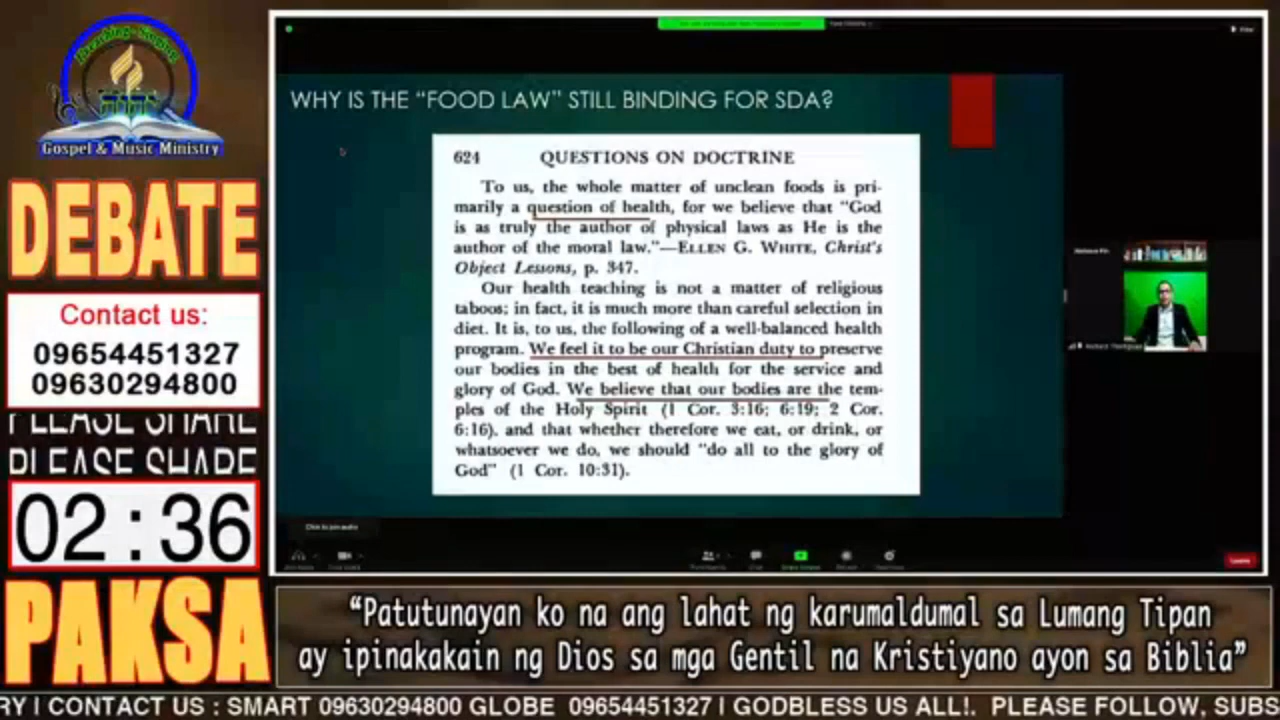 Preaching - Singing
Gospel & Music Ministry
DEBATE
Contact us:
09654451327
09630294800
PLEASE SHARE
PLEASE SHARE
02:36
PAKSA
WHY IS THE “FOOD LAW” STILL BINDING FOR SDA?
624 QUESTIONS ON DOCTRINE
To us, the whole matter of unclean foods is pri-
marily a question of health, for we believe that “God
is as truly the author of physical laws as He is the
author of the moral law.”—ELLEN G. WHITE, Christ's
Object Lessons, p. 347.
Our health teaching is not a matter of religious
taboos; in fact, it is much more than careful selection in
diet. It is, to us, the following of a well-balanced health
program. We feel it to be our Christian duty to preserve
our bodies in the best of health for the service and
glory of God. We believe that our bodies are the tem-
ples of the Holy Spirit (1 Cor. 3:16; 6:19; 2 Cor.
6:16), and that whether therefore we eat, or drink, or
whatsoever we do, we should “do all to the glory of
God” (1 Cor. 10:31).
“Patutunayan ko na ang lahat ng karumaldumal sa Lumang Tipan
ay ipinakakain ng Dios sa mga Gentil na Kristiyano ayon sa Biblia”
RY I CONTACT US : SMART 09630294800 GLOBE 09654451327 I GODBLESS US ALL!. PLEASE FOLLOW, SUBS